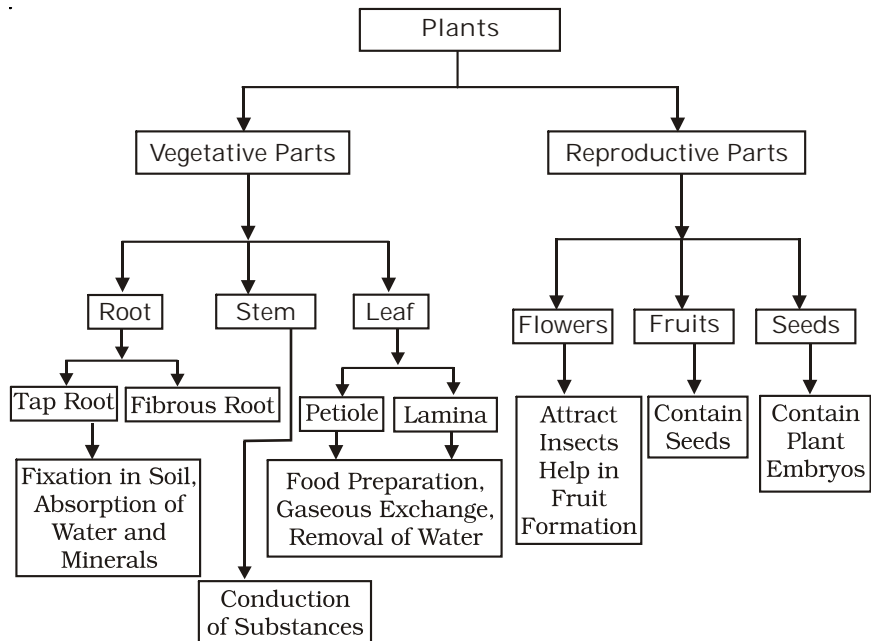 Plants
Vegetative Parts
Reproductive Parts
Root
Stem
Leaf
Flowers
Fruits
Seeds
Tap Root
Fibrous Root
Petiole
Lamina
Attract
Insects
Help in
Fruit
Formation
Contain
Seeds
Contain
Plant
Embryos
Fixation in Soil,
Absorption of
Water and
Minerals
Food Preparation,
Gaseous Exchange,
Removal of Water
Conduction
of Substances